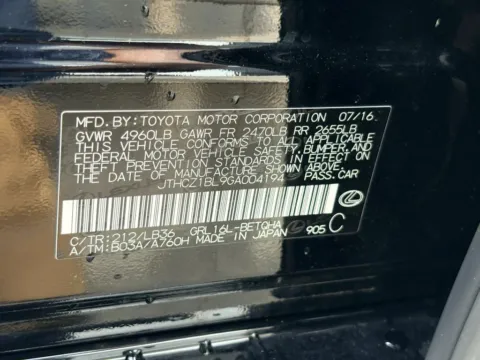 MFD. BY: TOYOTA MOTOR CORPORATION 07/16
GVWR 4960LB GAWR FR 2470LB RR 2655LB
THIS VEHICLE CONFORMS TO ALL APPLICABLE
FEDERAL MOTOR VEHICLE SAFETY, BUMPER, AND
THEFT PREVENTION STANDARDS IN EFFECT ON
THE DATE OF MANUFACTURE SHOWN ABOVE.
JTHCZ1BL9GA004194 PASS.CAR
C/TR: 212/LB36 GRL16L-BETQHA
A/TM: B03A/A760H MADE IN JAPAN 905 C